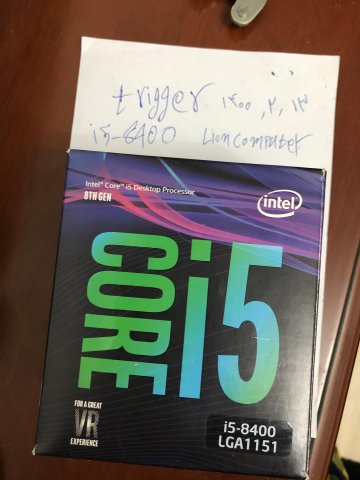 trigger ۱۴۰۰,۲,۱۳
i5-8400 Lioncomputer
Intel® Core™ i5 Desktop Processor
8TH GEN
intel
CORE i5
FOR A GREAT
VR
EXPERIENCE
i5-8400
LGA1151